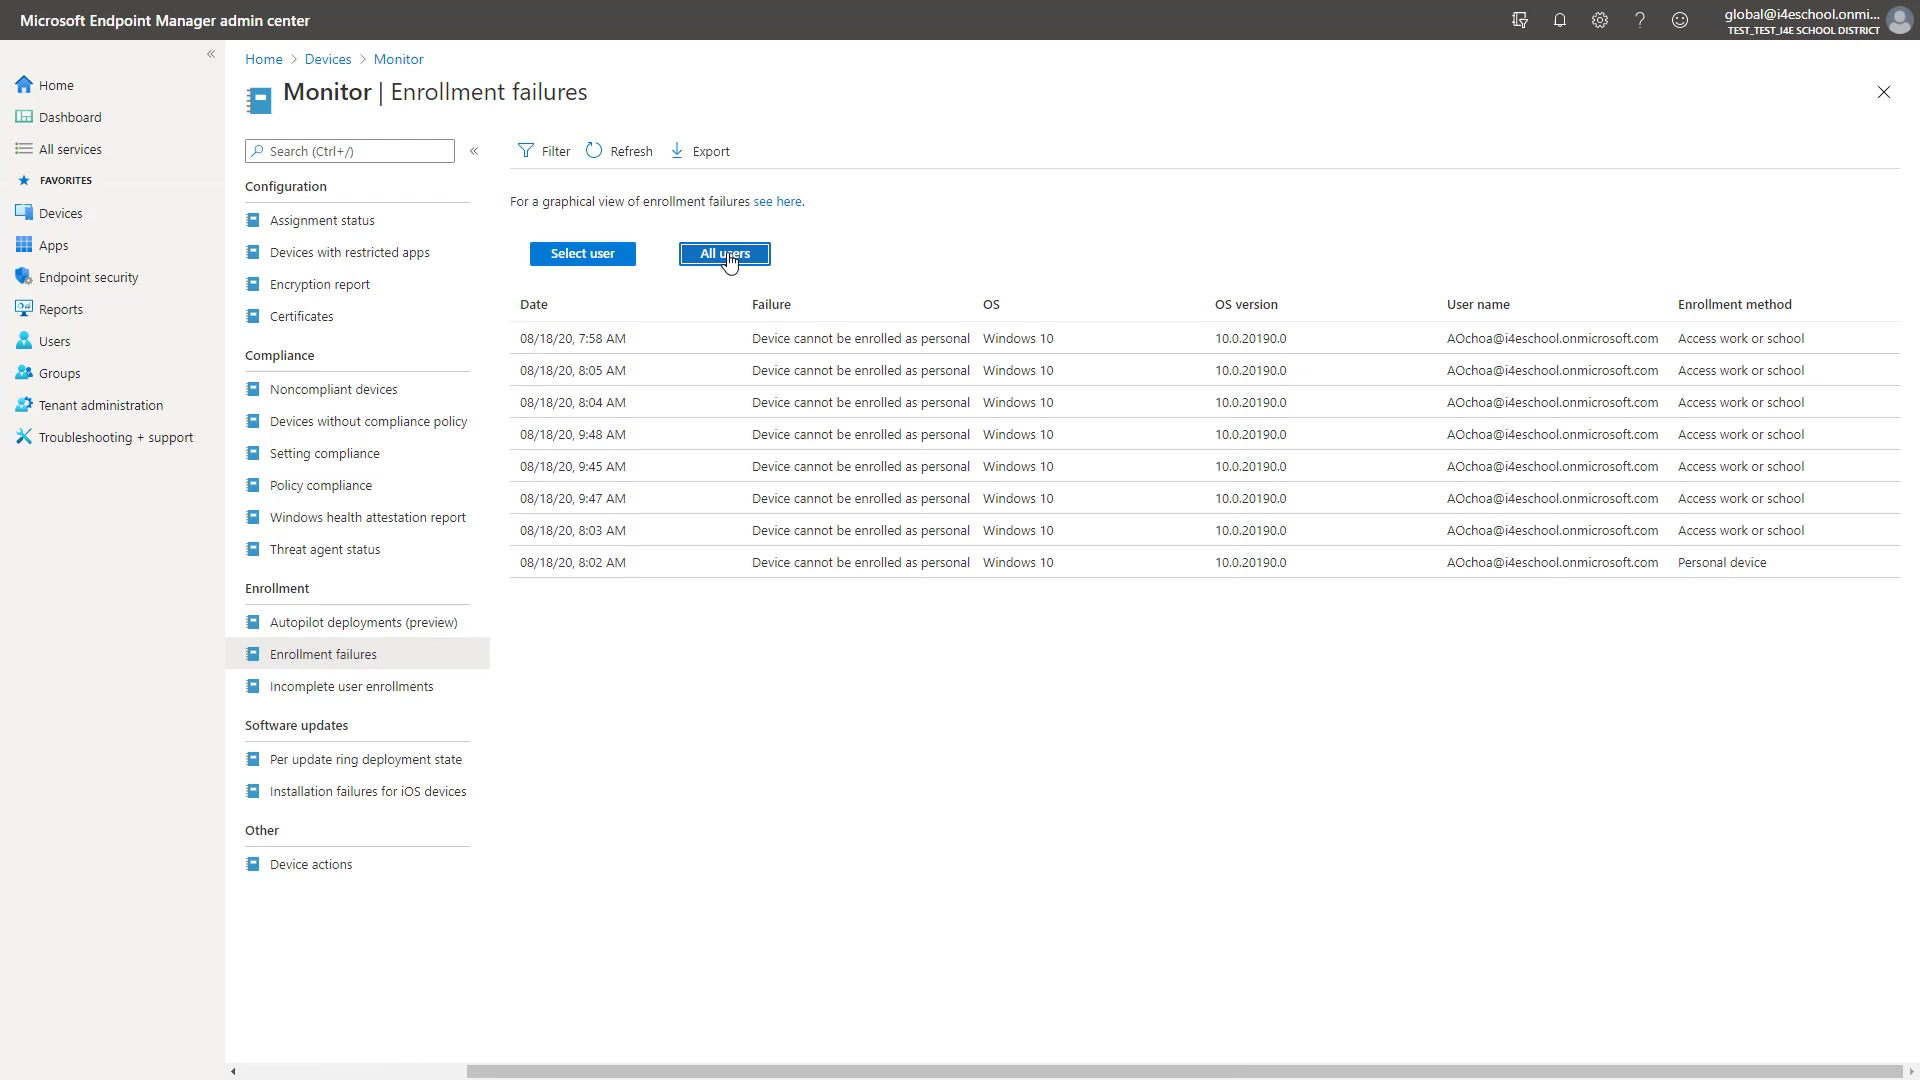 Microsoft Endpoint Manager admin center
global@i4eschool.onmi...
TEST_TEST_I4E SCHOOL DISTRICT
Home
Dashboard
All services
FAVORITES
Devices
Apps
Endpoint security
Reports
Users
Groups
Tenant administration
Troubleshooting + support
Home > Devices > Monitor
Monitor | Enrollment failures
Search (Ctrl+/)
Configuration
Assignment status
Devices with restricted apps
Encryption report
Certificates
Compliance
Noncompliant devices
Devices without compliance policy
Setting compliance
Policy compliance
Windows health attestation report
Threat agent status
Enrollment
Autopilot deployments (preview)
Enrollment failures
Incomplete user enrollments
Software updates
Per update ring deployment state
Installation failures for iOS devices
Other
Device actions
Filter Refresh Export
For a graphical view of enrollment failures see here.
Select user All users
Date Failure OS OS version User name Enrollment method
08/18/20, 7:58 AM Device cannot be enrolled as personal Windows 10 10.0.20190.0 AOchoa@i4eschool.onmicrosoft.com Access work or school
08/18/20, 8:05 AM Device cannot be enrolled as personal Windows 10 10.0.20190.0 AOchoa@i4eschool.onmicrosoft.com Access work or school
08/18/20, 8:04 AM Device cannot be enrolled as personal Windows 10 10.0.20190.0 AOchoa@i4eschool.onmicrosoft.com Access work or school
08/18/20, 9:48 AM Device cannot be enrolled as personal Windows 10 10.0.20190.0 AOchoa@i4eschool.onmicrosoft.com Access work or school
08/18/20, 9:45 AM Device cannot be enrolled as personal Windows 10 10.0.20190.0 AOchoa@i4eschool.onmicrosoft.com Access work or school
08/18/20, 9:47 AM Device cannot be enrolled as personal Windows 10 10.0.20190.0 AOchoa@i4eschool.onmicrosoft.com Access work or school
08/18/20, 8:03 AM Device cannot be enrolled as personal Windows 10 10.0.20190.0 AOchoa@i4eschool.onmicrosoft.com Access work or school
08/18/20, 8:02 AM Device cannot be enrolled as personal Windows 10 10.0.20190.0 AOchoa@i4eschool.onmicrosoft.com Personal device